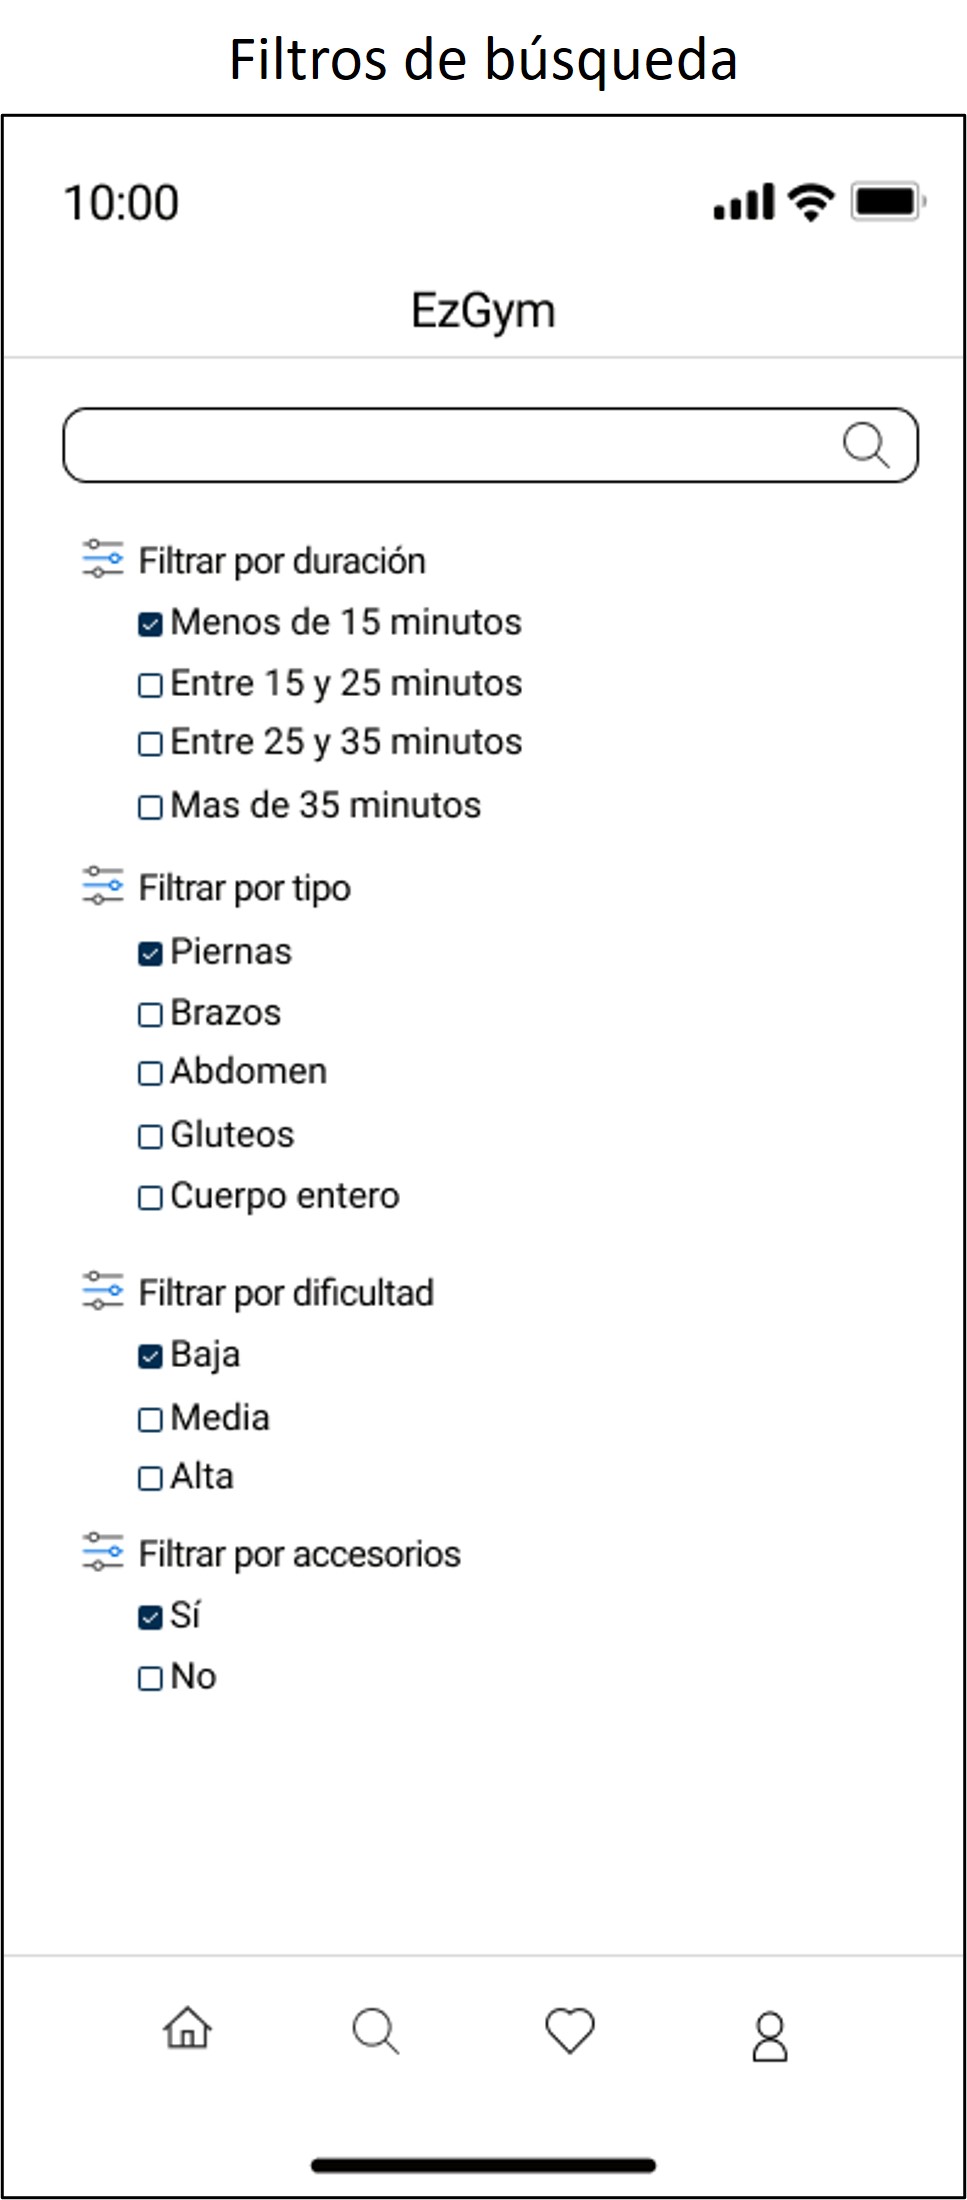 Filtros de búsqueda
10:00
EzGym
Filtrar por duración
Menos de 15 minutos
Entre 15 y 25 minutos
Entre 25 y 35 minutos
Mas de 35 minutos
Filtrar por tipo
Piernas
Brazos
Abdomen
Gluteos
Cuerpo entero
Filtrar por dificultad
Baja
Media
Alta
Filtrar por accesorios
Sí
No